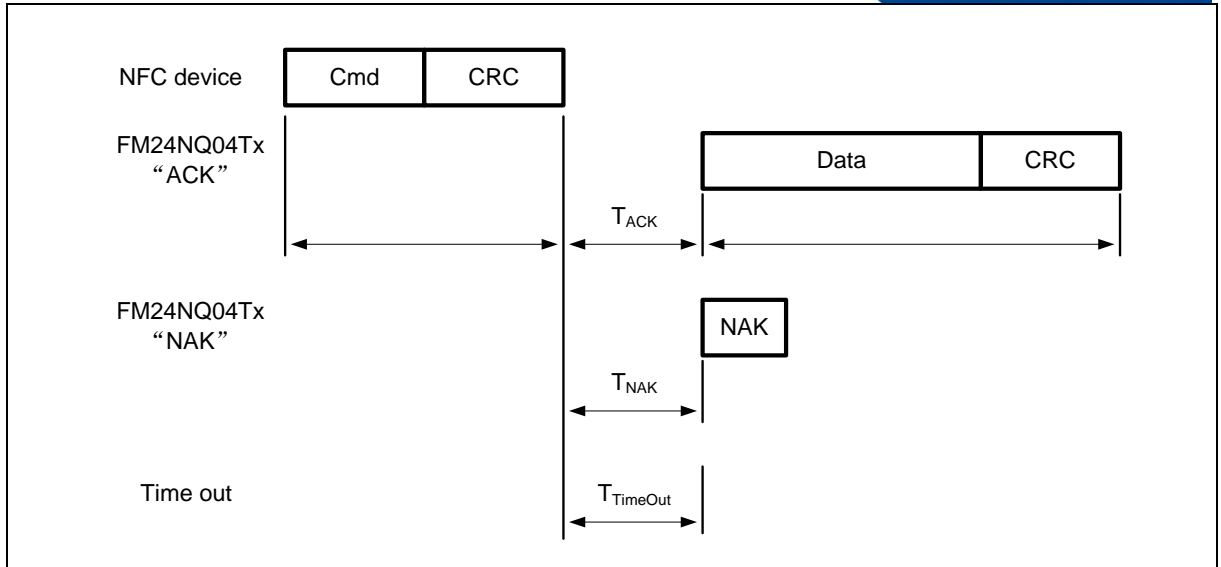 NFC device Cmd CRC
FM24NQ04Tx
“ACK” Data CRC
TACK
FM24NQ04Tx
“NAK” NAK
TNAK
Time out TTimeOut